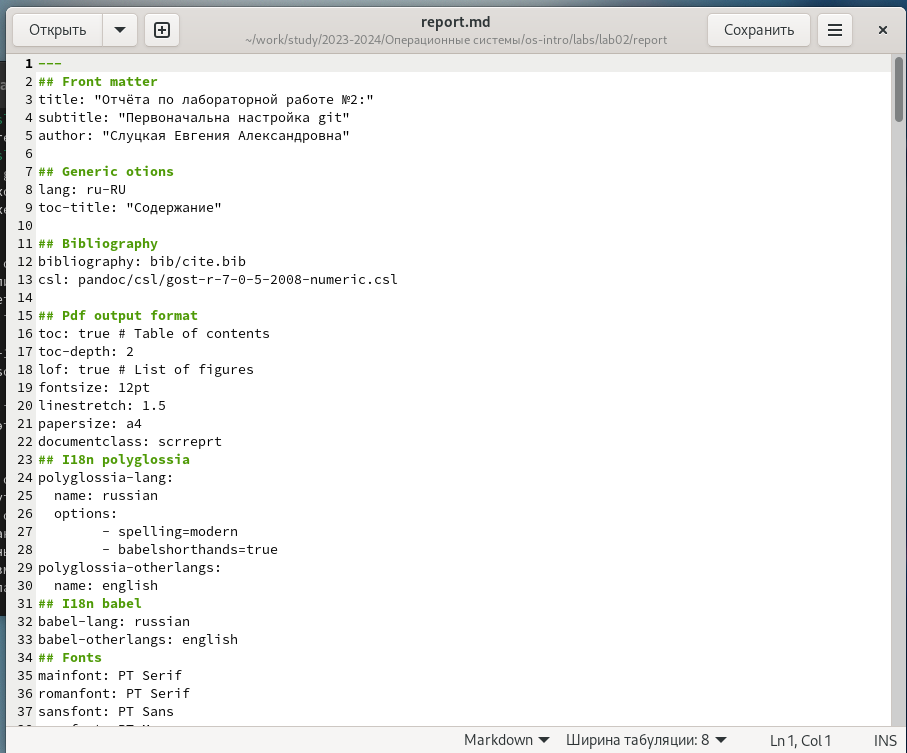 Открыть
report.md
~/work/study/2023-2024/Операционные системы/os-intro/labs/lab02/report
Сохранить
1 ---
2 ## Front matter
3 title: "Отчёта по лабораторной работе №2:"
4 subtitle: "Первоначальна настройка git"
5 author: "Слуцкая Евгения Александровна"
6
7 ## Generic otions
8 lang: ru-RU
9 toc-title: "Содержание"
10
11 ## Bibliography
12 bibliography: bib/cite.bib
13 csl: pandoc/csl/gost-r-7-0-5-2008-numeric.csl
14
15 ## Pdf output format
16 toc: true # Table of contents
17 toc-depth: 2
18 lof: true # List of figures
19 fontsize: 12pt
20 linestretch: 1.5
21 papersize: a4
22 documentclass: scrreprt
23 ## I18n polyglossia
24 polyglossia-lang:
25   name: russian
26   options:
27         - spelling=modern
28         - babelshorthands=true
29 polyglossia-otherlangs:
30   name: english
31 ## I18n babel
32 babel-lang: russian
33 babel-otherlangs: english
34 ## Fonts
35 mainfont: PT Serif
36 romanfont: PT Serif
37 sansfont: PT Sans
Markdown
Ширина табуляции: 8
Ln 1, Col 1
INS